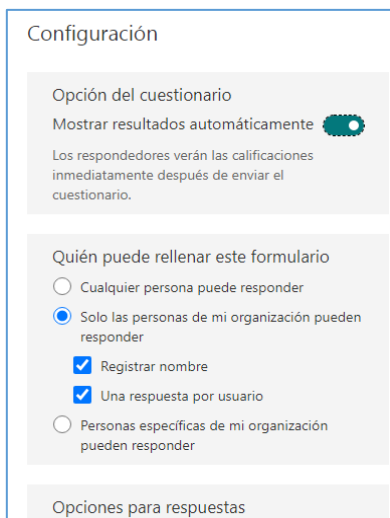 Configuración
Opción del cuestionario
Mostrar resultados automáticamente
Los respondedores verán las calificaciones
inmediatamente después de enviar el
cuestionario.
Quién puede rellenar este formulario
Cualquier persona puede responder
Solo las personas de mi organización pueden
responder
Registrar nombre
Una respuesta por usuario
Personas específicas de mi organización
pueden responder
Opciones para respuestas